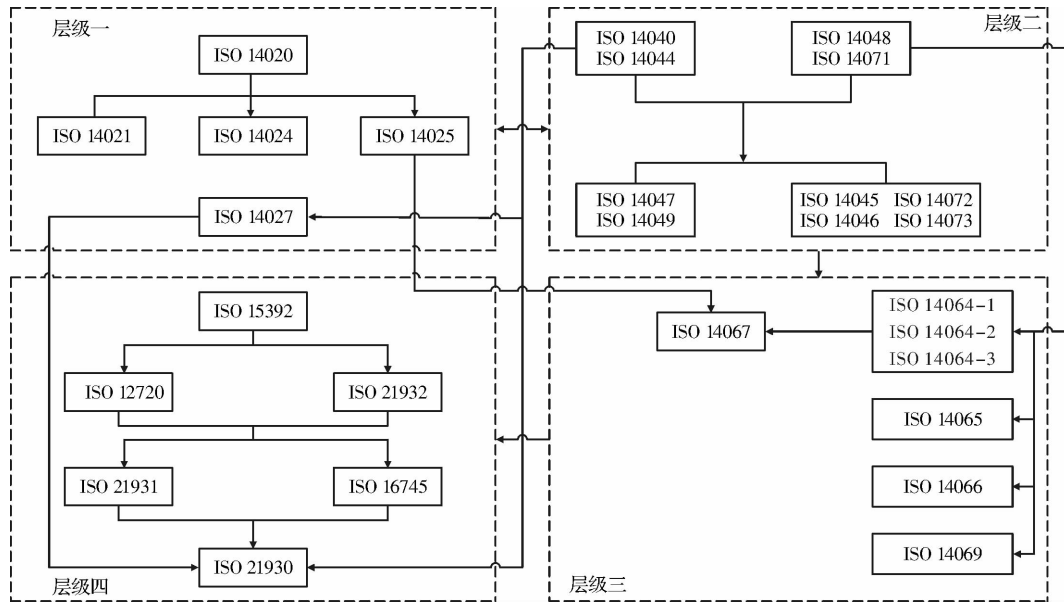 层级一
ISO 14020
ISO 14021
ISO 14024
ISO 14025
ISO 14027
层级二
ISO 14040
ISO 14044
ISO 14048
ISO 14071
ISO 14047
ISO 14049
ISO 14045 ISO 14072
ISO 14046 ISO 14073
ISO 15392
ISO 12720
ISO 21932
ISO 21931
ISO 16745
ISO 21930
层级四
ISO 14067
ISO 14064-1
ISO 14064-2
ISO 14064-3
ISO 14065
ISO 14066
ISO 14069
层级三